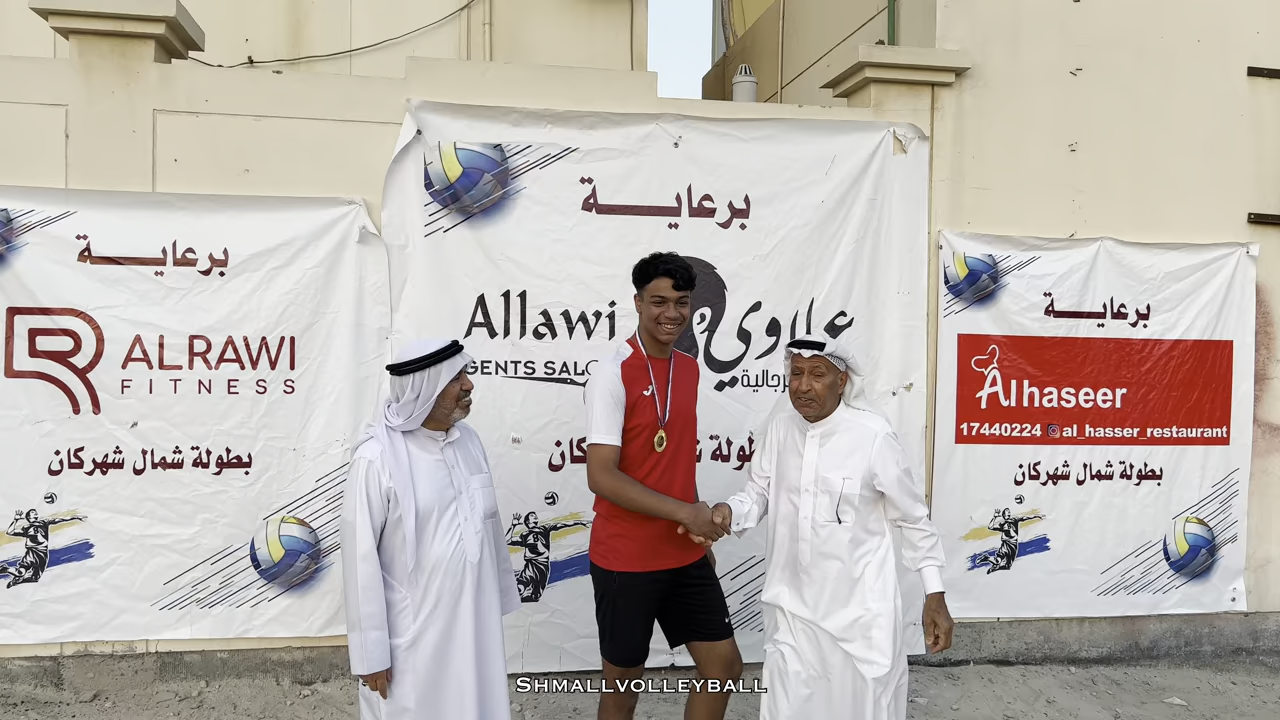 برعاية
ALRAWI
FITNESS
بطولة شمال شهركان
برعاية
Allawi
علاوي
GENTS SALO
رجالية
برعاية
Alhaseer
17440224 al_hasser_restaurant
بطولة شمال شهركان
SHMALLVOLLEYBALL